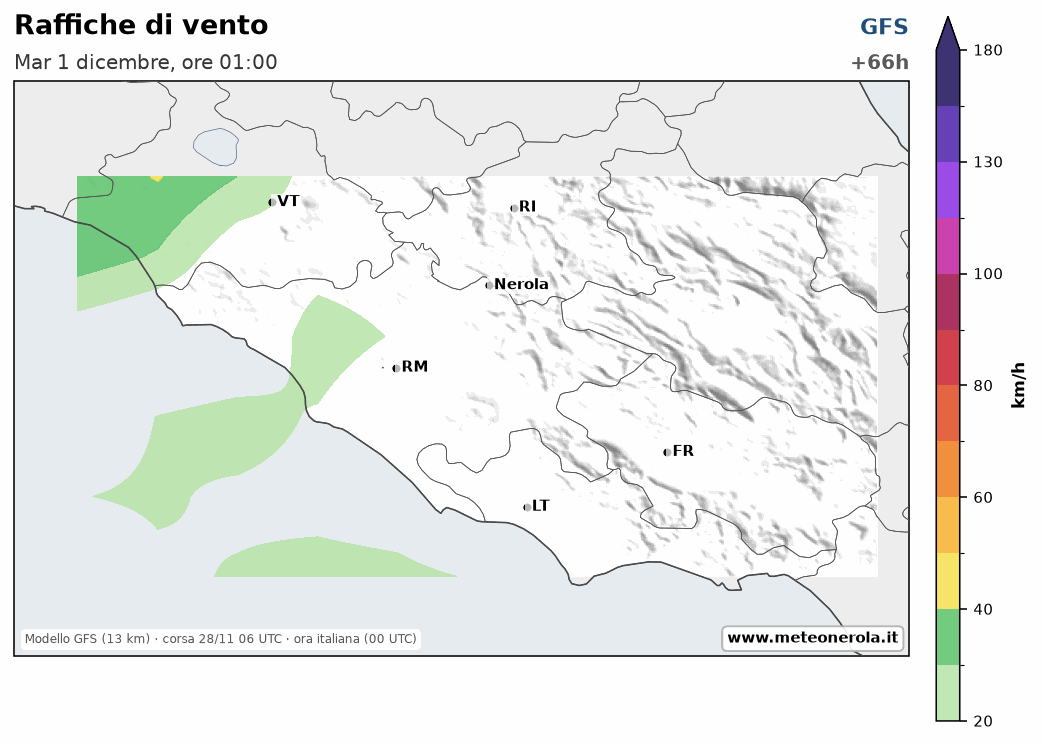 Raffiche di vento
GFS
Mar 1 dicembre, ore 01:00
+66h
180
130
100
80
60
40
20
km/h
VT
RI
Nerola
RM
FR
LT
Modello GFS (13 km) · corsa 28/11 06 UTC · ora italiana (00 UTC)
www.meteonerola.it